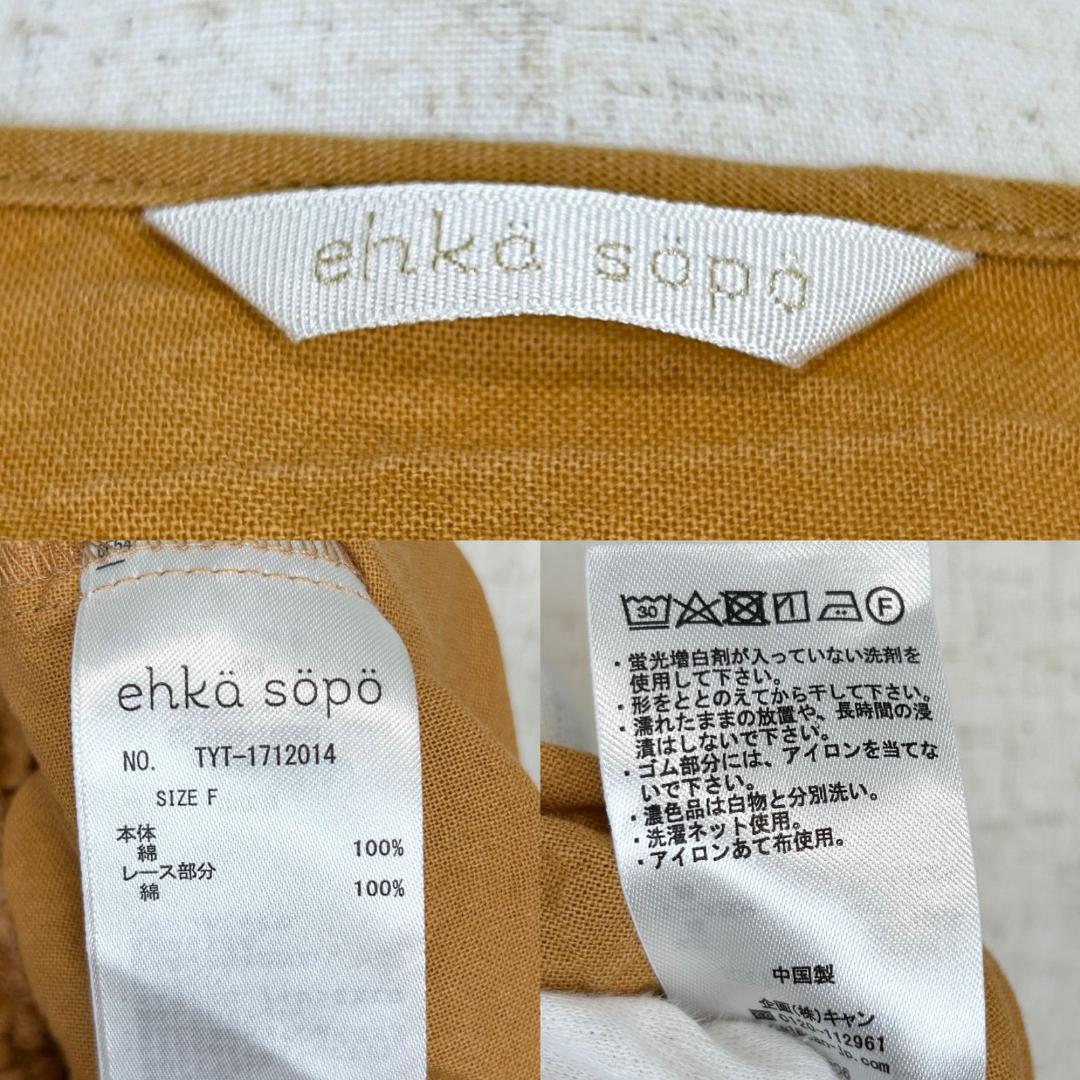 ehkä söpö
ehkä söpö
NO. TYT-1712014
SIZE F
本体
綿 100%
レース部分
綿 100%
30 F
・蛍光増白剤が入っていない洗剤を
使用して下さい。
・形をととのえてから干して下さい。
・濡れたままの放置や、長時間の浸
漬はしないで下さい。
・ゴム部分には、アイロンを当てな
いで下さい。
・濃色品は白物と分別洗い。
・洗濯ネット使用。
・アイロンあて布使用。
中国製
企画(株)キャン
0120-112961